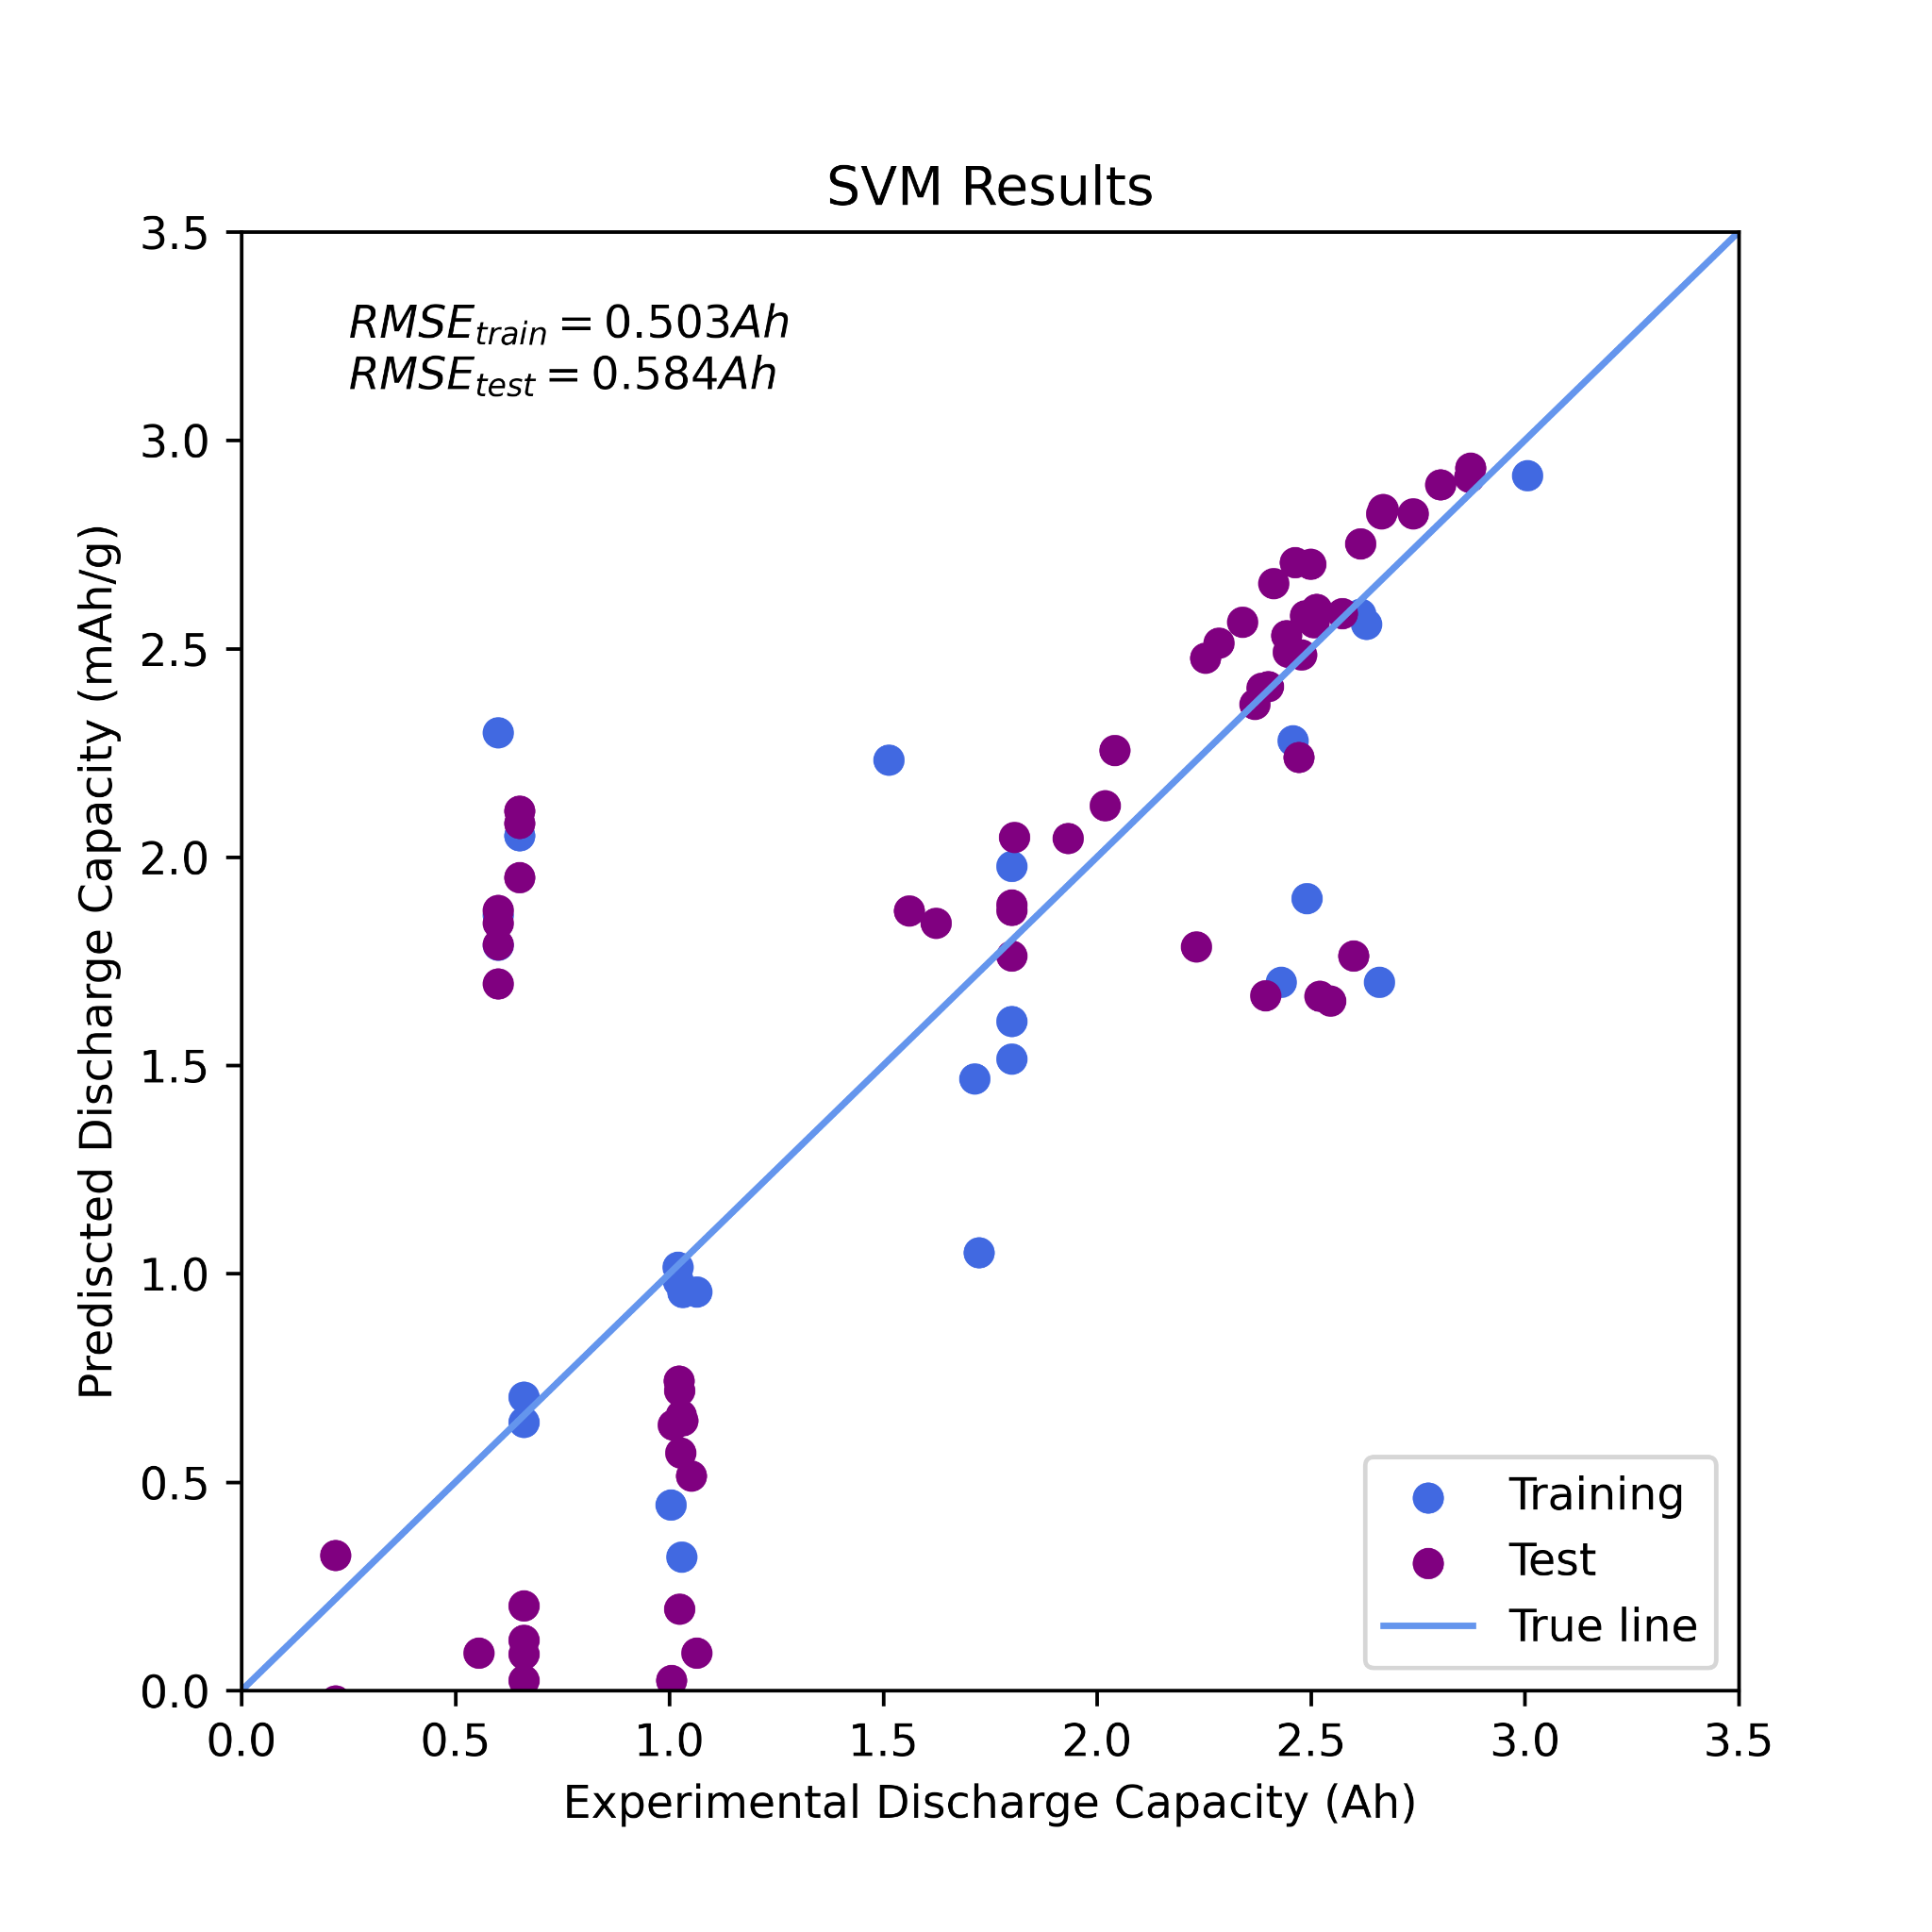 SVM Results
RMSE_train = 0.503Ah
RMSE_test = 0.584Ah
Prediscted Discharge Capacity (mAh/g)
3.5
3.0
2.5
2.0
1.5
1.0
0.5
0.0
Training
Test
True line
0.0 0.5 1.0 1.5 2.0 2.5 3.0 3.5
Experimental Discharge Capacity (Ah)